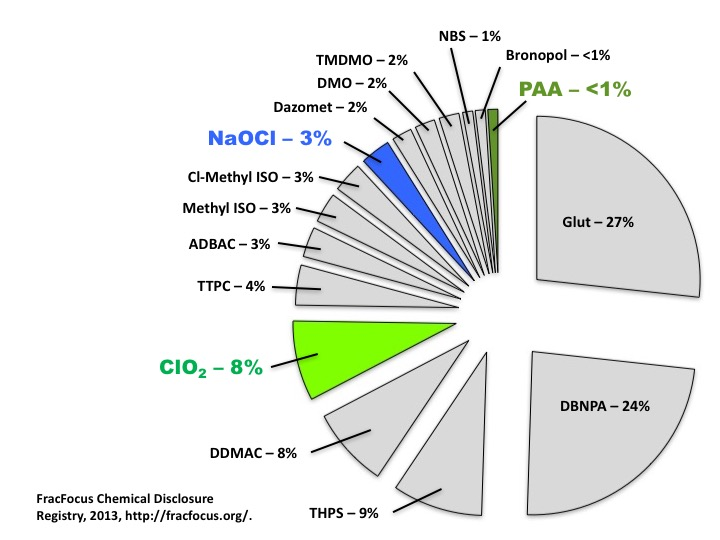 NBS – 1%
Bronopol – <1%
TMDMO – 2%
DMO – 2%
PAA – <1%
Dazomet – 2%
NaOCl – 3%
Cl-Methyl ISO – 3%
Methyl ISO – 3%
Glut – 27%
ADBAC – 3%
TTPC – 4%
ClO₂ – 8%
DBNPA – 24%
DDMAC – 8%
THPS – 9%
FracFocus Chemical Disclosure
Registry, 2013, http://fracfocus.org/.